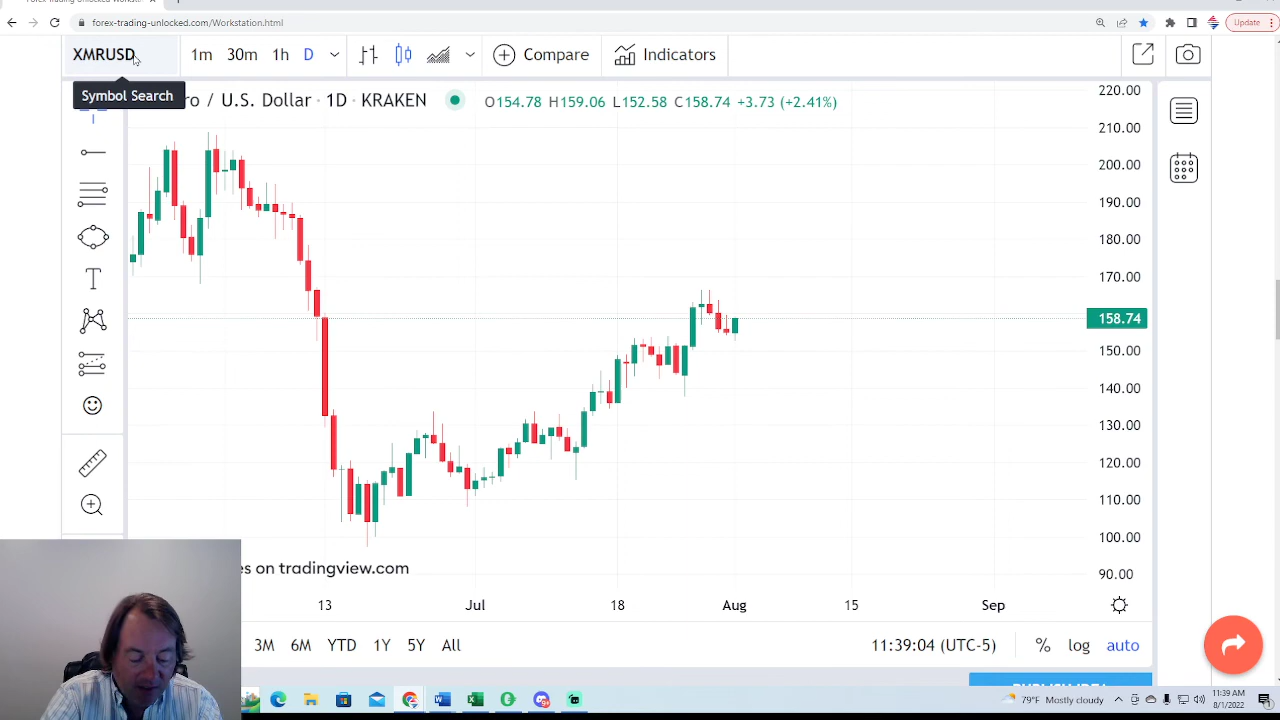 forex-trading-unlocked.com/Workstation.html
Update
XMRUSD
1m 30m 1h D
Compare
Indicators
Symbol Search
/ U.S. Dollar · 1D · KRAKEN
O154.78 H159.06 L152.58 C158.74 +3.73 (+2.41%)
220.00
210.00
200.00
190.00
180.00
170.00
158.74
150.00
140.00
130.00
120.00
110.00
100.00
90.00
T
on tradingview.com
13 Jul 18 Aug 15 Sep
3M 6M YTD 1Y 5Y All
11:39:04 (UTC-5) % log auto
79°F Mostly cloudy
11:39 AM
8/1/2022